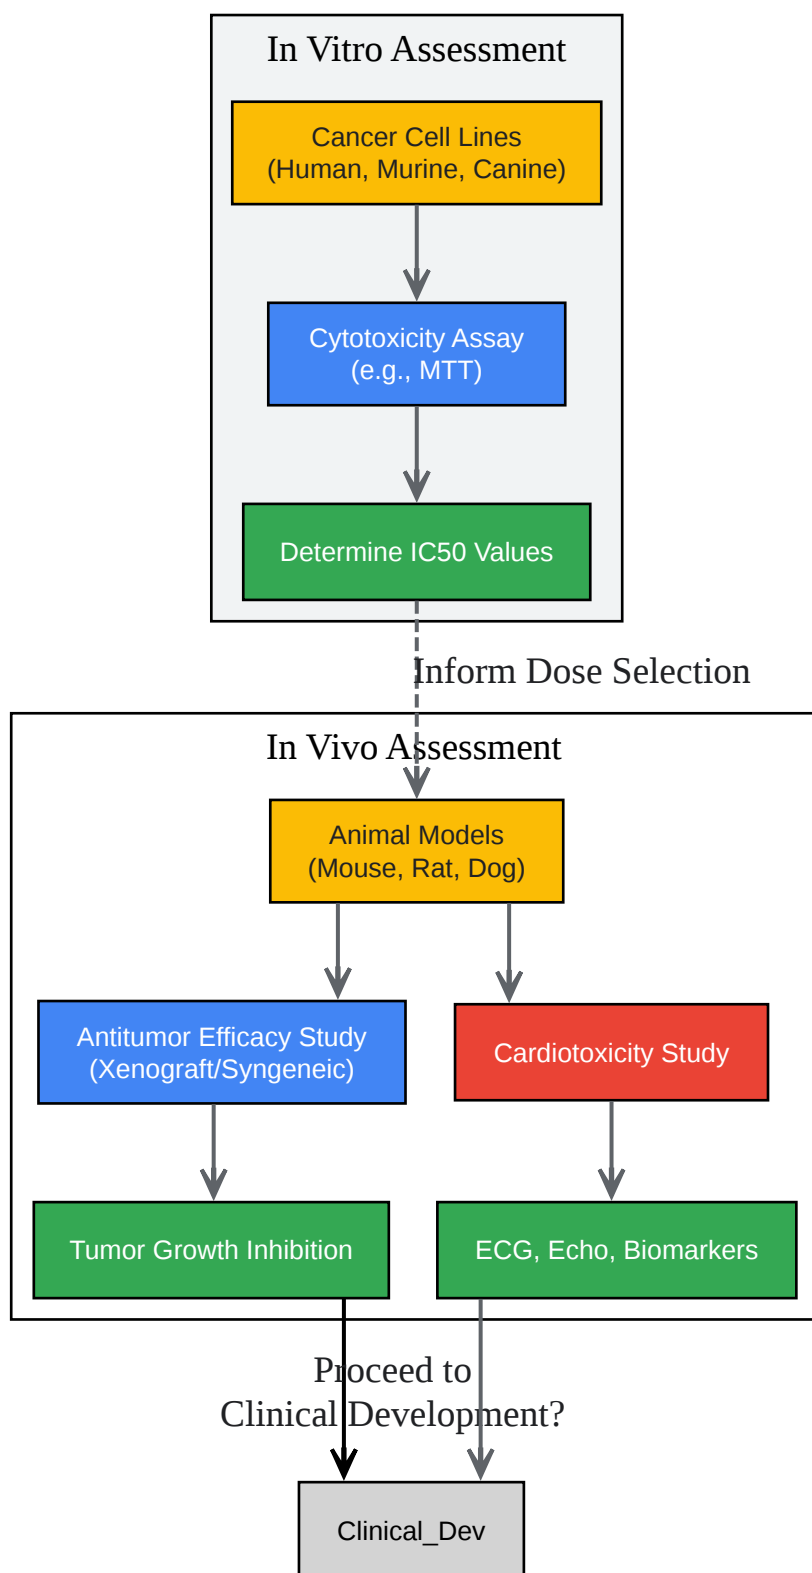 In Vitro Assessment
Cancer Cell Lines
(Human, Murine, Canine)
Cytotoxicity Assay
(e.g., MTT)
Determine IC50 Values
Inform Dose Selection
In Vivo Assessment
Animal Models
(Mouse, Rat, Dog)
Antitumor Efficacy Study
(Xenograft/Syngeneic)
Cardiotoxicity Study
Tumor Growth Inhibition
ECG, Echo, Biomarkers
Proceed to
Clinical Development?
Clinical_Dev